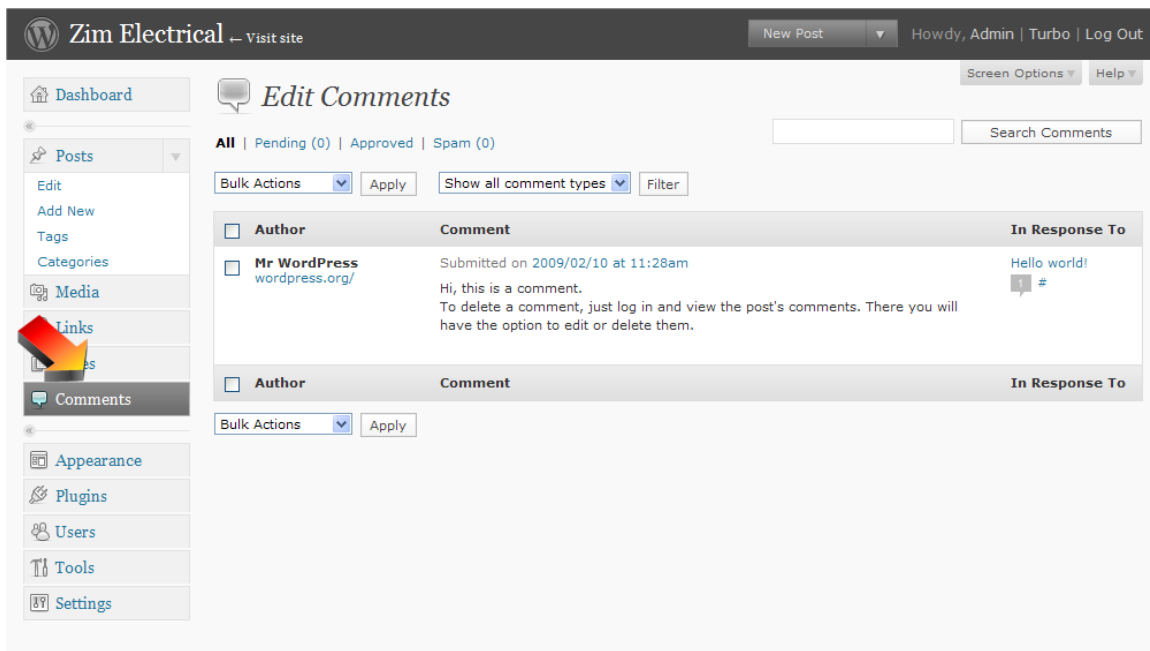 Zim Electrical ← Visit site
New Post
Howdy, Admin | Turbo | Log Out
Screen Options
Help
Dashboard
Posts
Edit
Add New
Tags
Categories
Media
Links
Comments
Appearance
Plugins
Users
Tools
Settings
Edit Comments
All | Pending (0) | Approved | Spam (0)
Search Comments
Bulk Actions
Apply
Show all comment types
Filter
Author
Comment
In Response To
Mr WordPress
wordpress.org/
Submitted on 2009/02/10 at 11:28am
Hi, this is a comment.
To delete a comment, just log in and view the post's comments. There you will
have the option to edit or delete them.
Hello world!
1 #
Author
Comment
In Response To
Bulk Actions
Apply